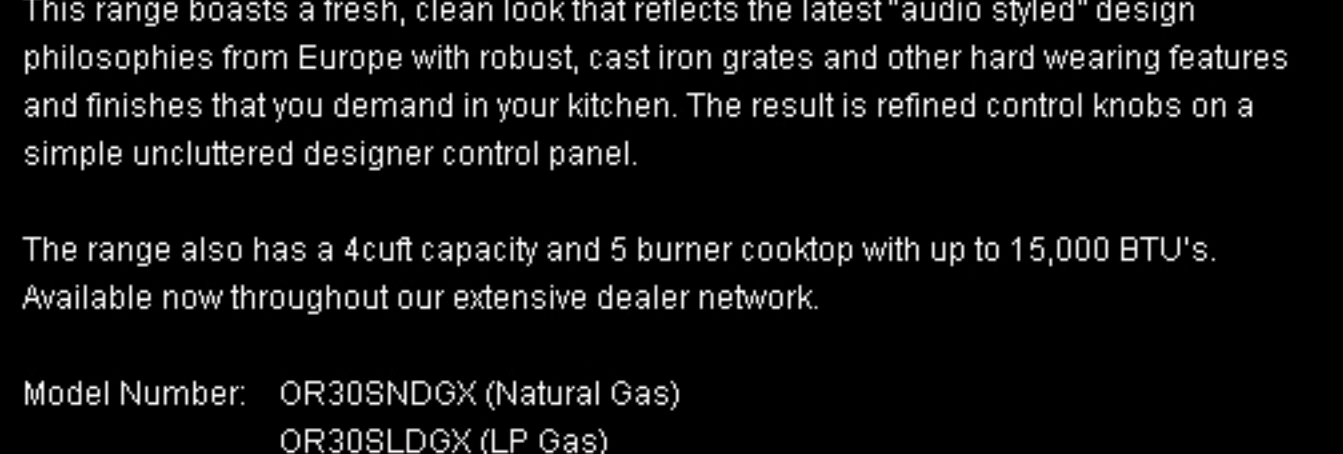 This range boasts a fresh, clean look that reflects the latest "audio styled" design
philosophies from Europe with robust, cast iron grates and other hard wearing features
and finishes that you demand in your kitchen. The result is refined control knobs on a
simple uncluttered designer control panel.
The range also has a 4cuft capacity and 5 burner cooktop with up to 15,000 BTU's.
Available now throughout our extensive dealer network.
Model Number: OR30SNDGX (Natural Gas)
OR30SLDGX (LP Gas)